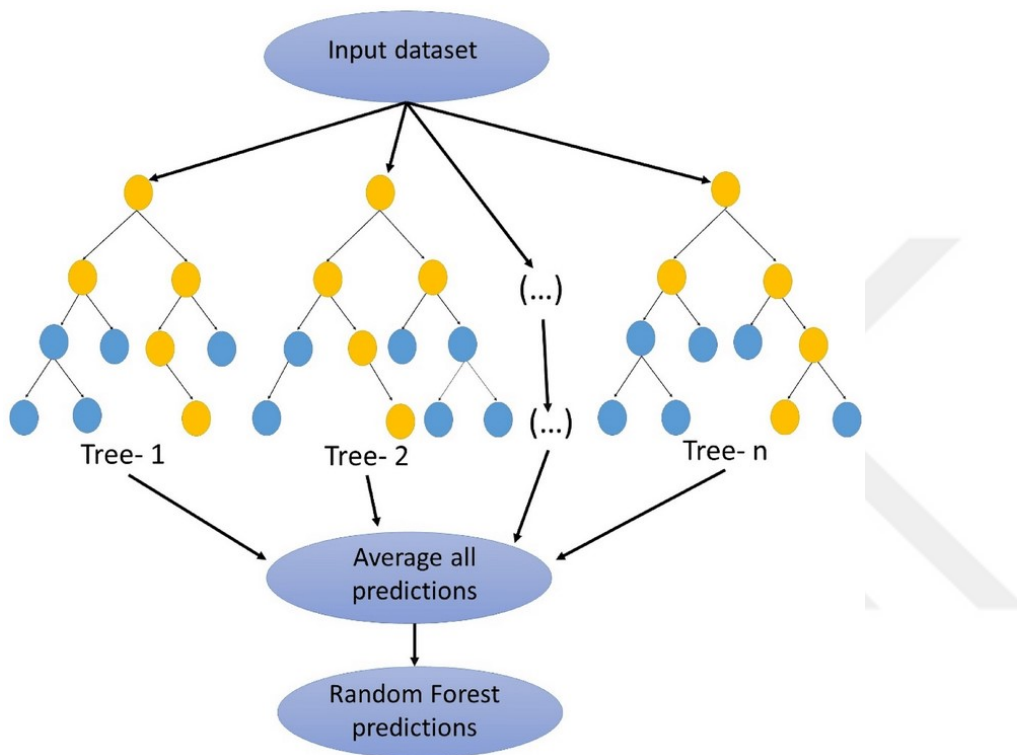 Input dataset
(...)
(...)
Tree- 1
Tree- 2
Tree- n
Average all
predictions
Random Forest
predictions